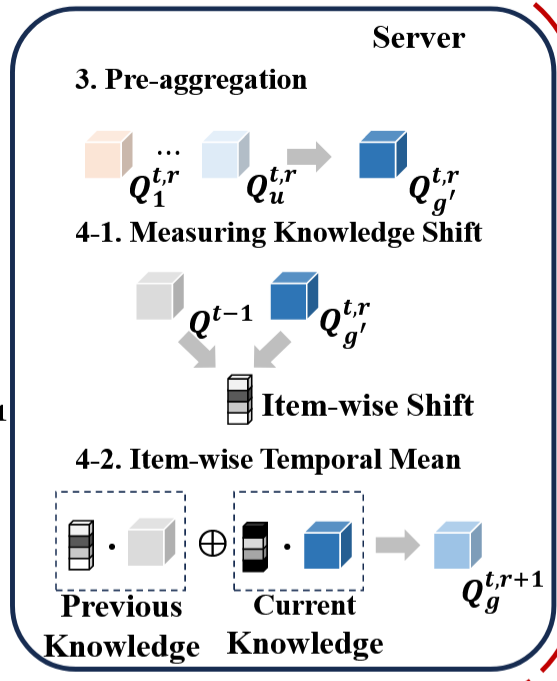 Server
3. Pre-aggregation
...
Q_1^{t,r} Q_u^{t,r} Q_{g'}^{t,r}
4-1. Measuring Knowledge Shift
Q^{t-1} Q_{g'}^{t,r}
1
Item-wise Shift
4-2. Item-wise Temporal Mean
· ⊕ ·
Q_g^{t,r+1}
Previous Current
Knowledge Knowledge